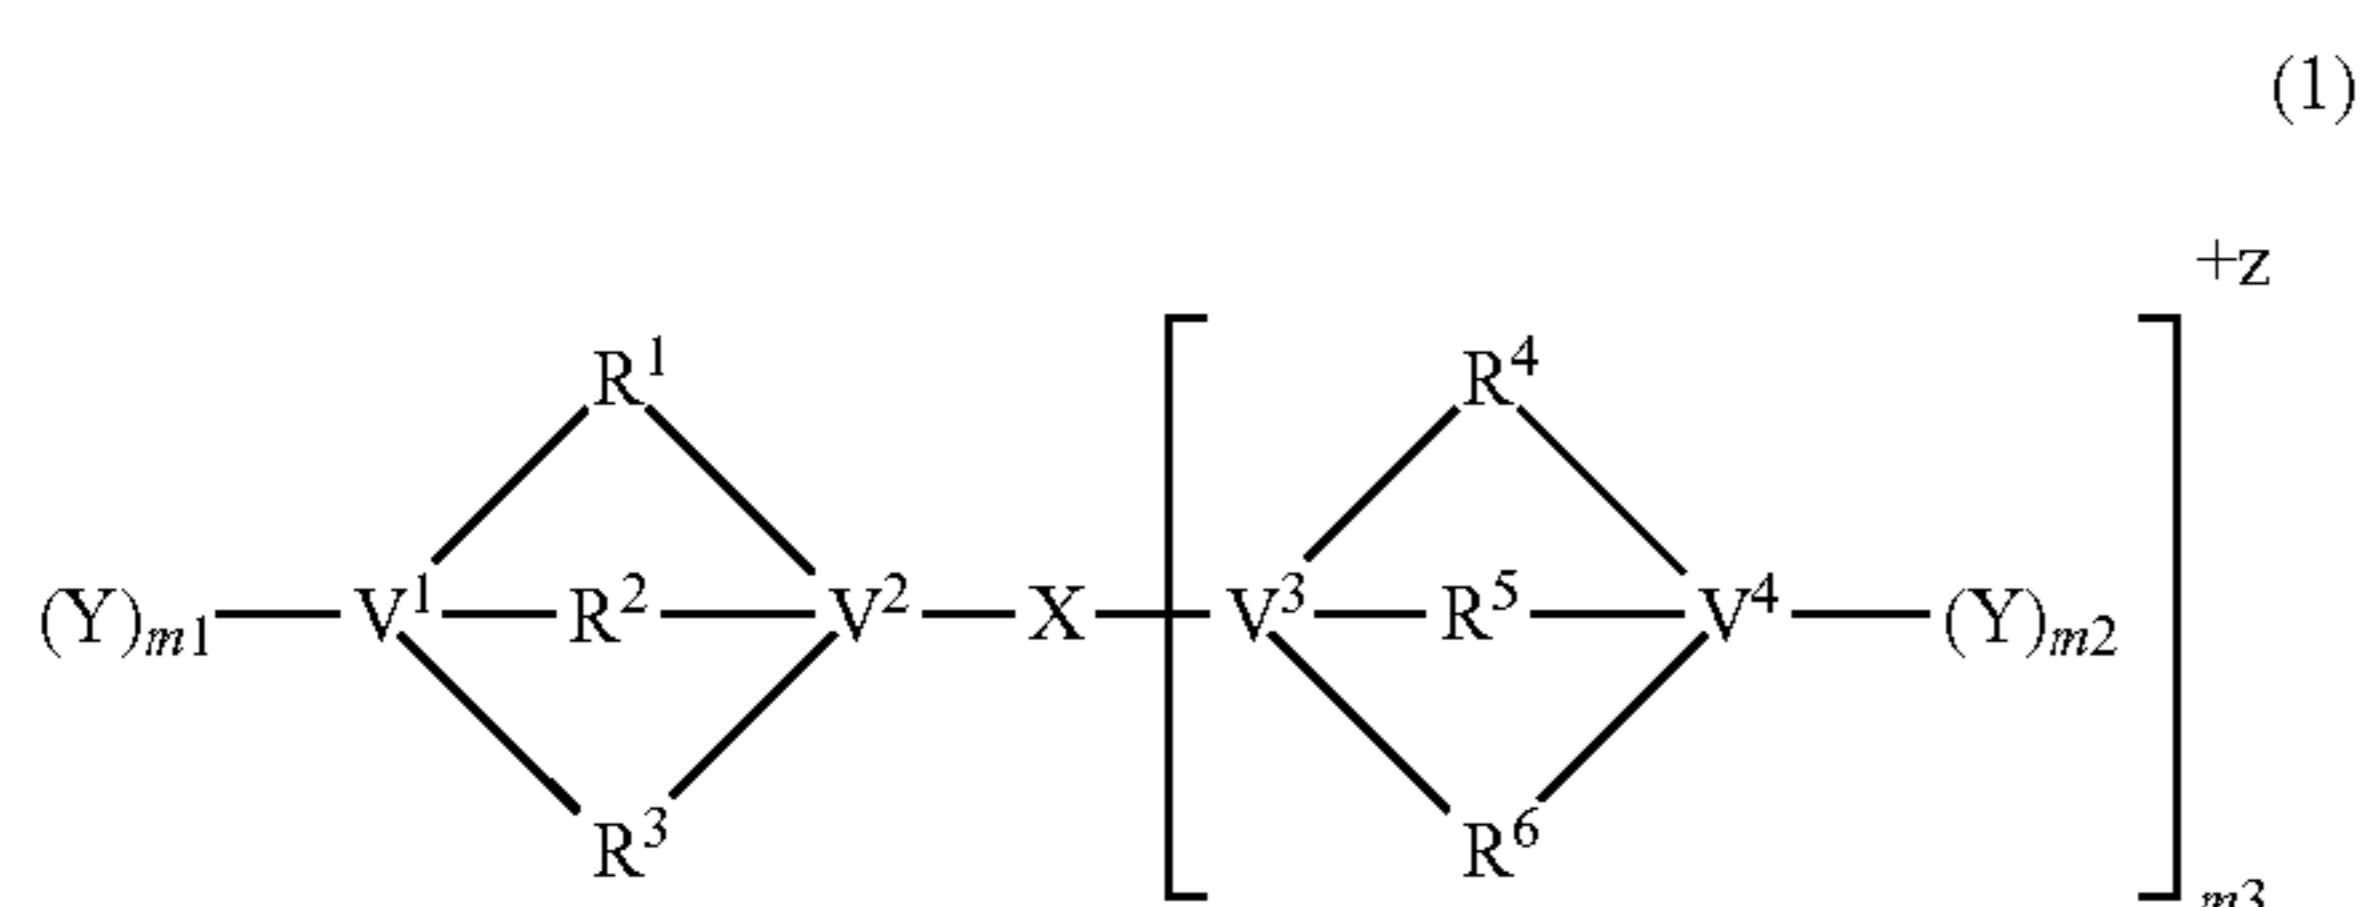 (1)
+z
R¹ R⁴
(Y)m1—V¹—R²—V²—X—[V³—R⁵—V⁴—(Y)m2]
R³ R⁶
m3